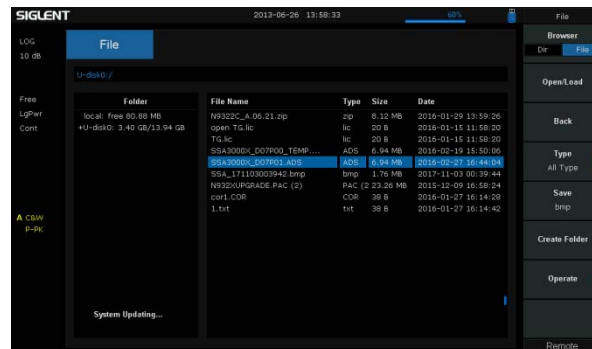 SIGLENT 2013-06-26 13:58:33 60% File
LOG
10 dB
Free
LgPwr
Cont
A C&W
P-PK
File
U-disk0:/
Folder
local: free 80.88 MB
+U-disk0: 3.40 GB/13.94 GB
System Updating...
File Name Type Size Date
N9322C_A.06.21.zip zip 8.12 MB 2016-01-29 13:59:26
open TG.lic lic 20 B 2016-01-15 11:58:20
TG.lic lic 20 B 2016-01-15 11:58:20
SSA3000X_D07P00_TEMP.... ADS 6.94 MB 2016-02-19 15:50:06
SSA3000X_D07P01.ADS ADS 6.94 MB 2016-02-27 16:44:04
SSA_171103003942.bmp bmp 1.76 MB 2017-11-03 00:39:44
N932XUPGRADE.PAC (2) PAC (2 23.26 MB 2015-12-09 16:58:24
cor1.COR COR 38 B 2016-01-27 16:14:28
1.txt txt 38 B 2016-01-27 16:14:42
Browser
Dir File
Open/Load
Back
Type
All Type
Save
bmp
Create Folder
Operate
Remote